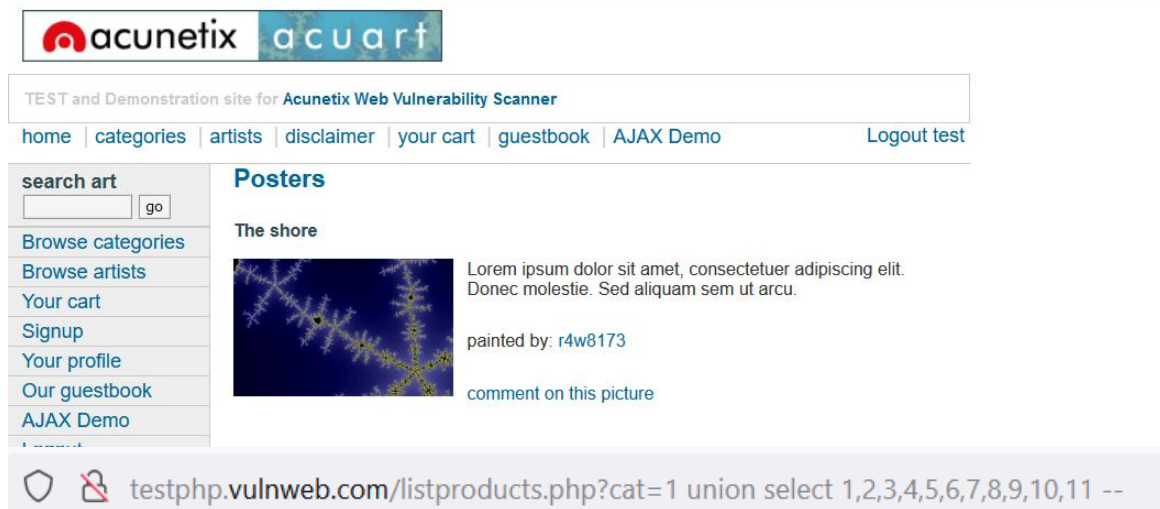 acunetix acuart
TEST and Demonstration site for Acunetix Web Vulnerability Scanner
home | categories | artists | disclaimer | your cart | guestbook | AJAX Demo Logout test
search art
go
Browse categories
Browse artists
Your cart
Signup
Your profile
Our guestbook
AJAX Demo
Posters
The shore
Lorem ipsum dolor sit amet, consectetuer adipiscing elit.
Donec molestie. Sed aliquam sem ut arcu.
painted by: r4w8173
comment on this picture
testphp.vulnweb.com/listproducts.php?cat=1 union select 1,2,3,4,5,6,7,8,9,10,11 --